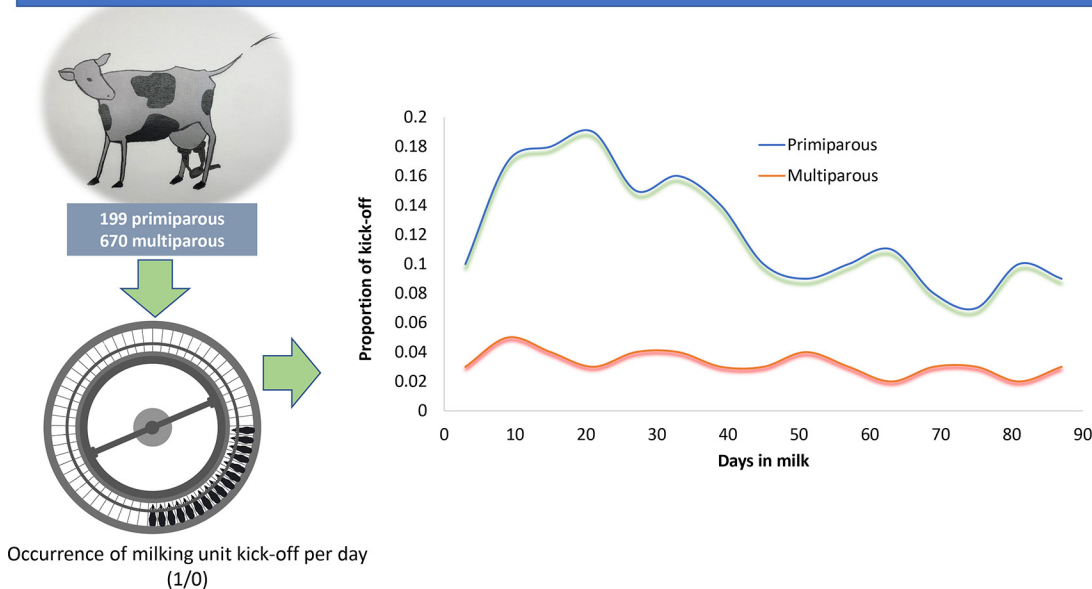 199 primiparous
670 multiparous
Occurrence of milking unit kick-off per day
(1/0)
Proportion of kick-off
0.2
0.18
0.16
0.14
0.12
0.1
0.08
0.06
0.04
0.02
0
Primiparous
Multiparous
0 10 20 30 40 50 60 70 80 90
Days in milk